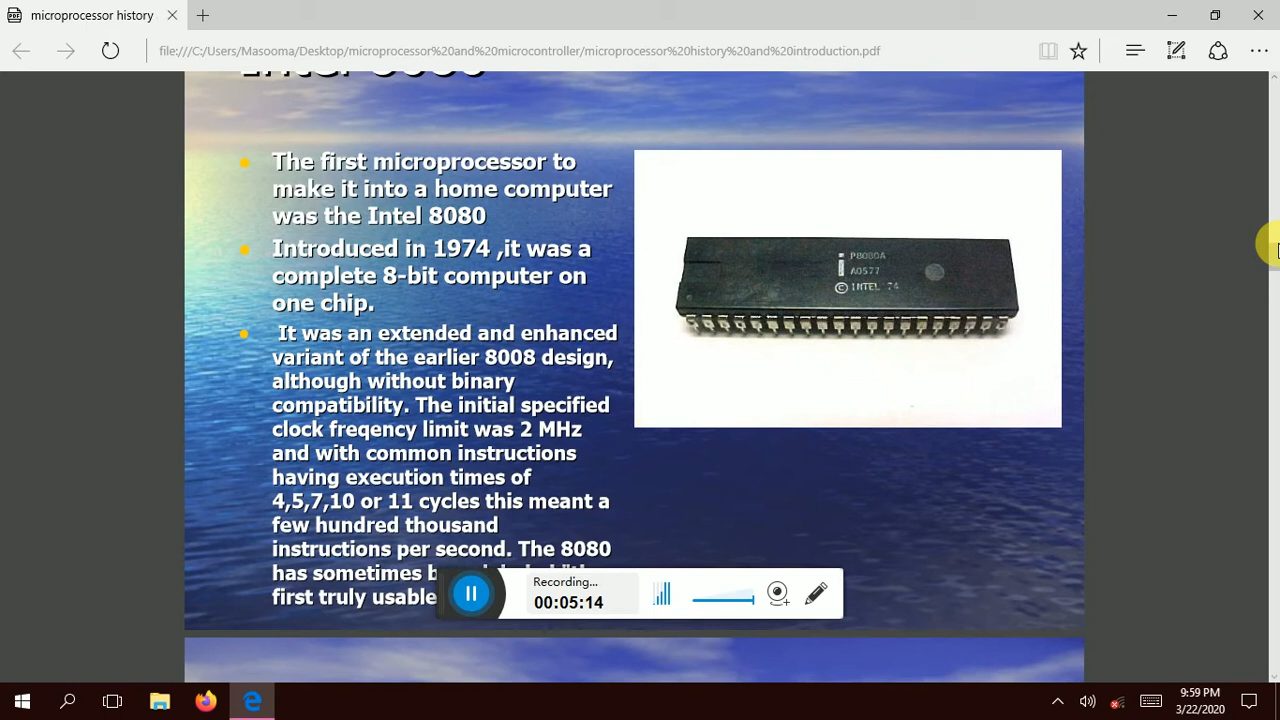 microprocessor history
file:///C:/Users/Masooma/Desktop/microprocessor%20and%20microcontroller/microprocessor%20history%20and%20introduction.pdf
Intel 8080
The first microprocessor to
make it into a home computer
was the Intel 8080
Introduced in 1974 ,it was a
complete 8-bit computer on
one chip.
It was an extended and enhanced
variant of the earlier 8008 design,
although without binary
compatibility. The initial specified
clock freqency limit was 2 MHz
and with common instructions
having execution times of
4,5,7,10 or 11 cycles this meant a
few hundred thousand
instructions per second. The 8080
has sometimes
first truly usable
P8080A
A0577
© INTEL 74
Recording...
00:05:14
9:59 PM
3/22/2020